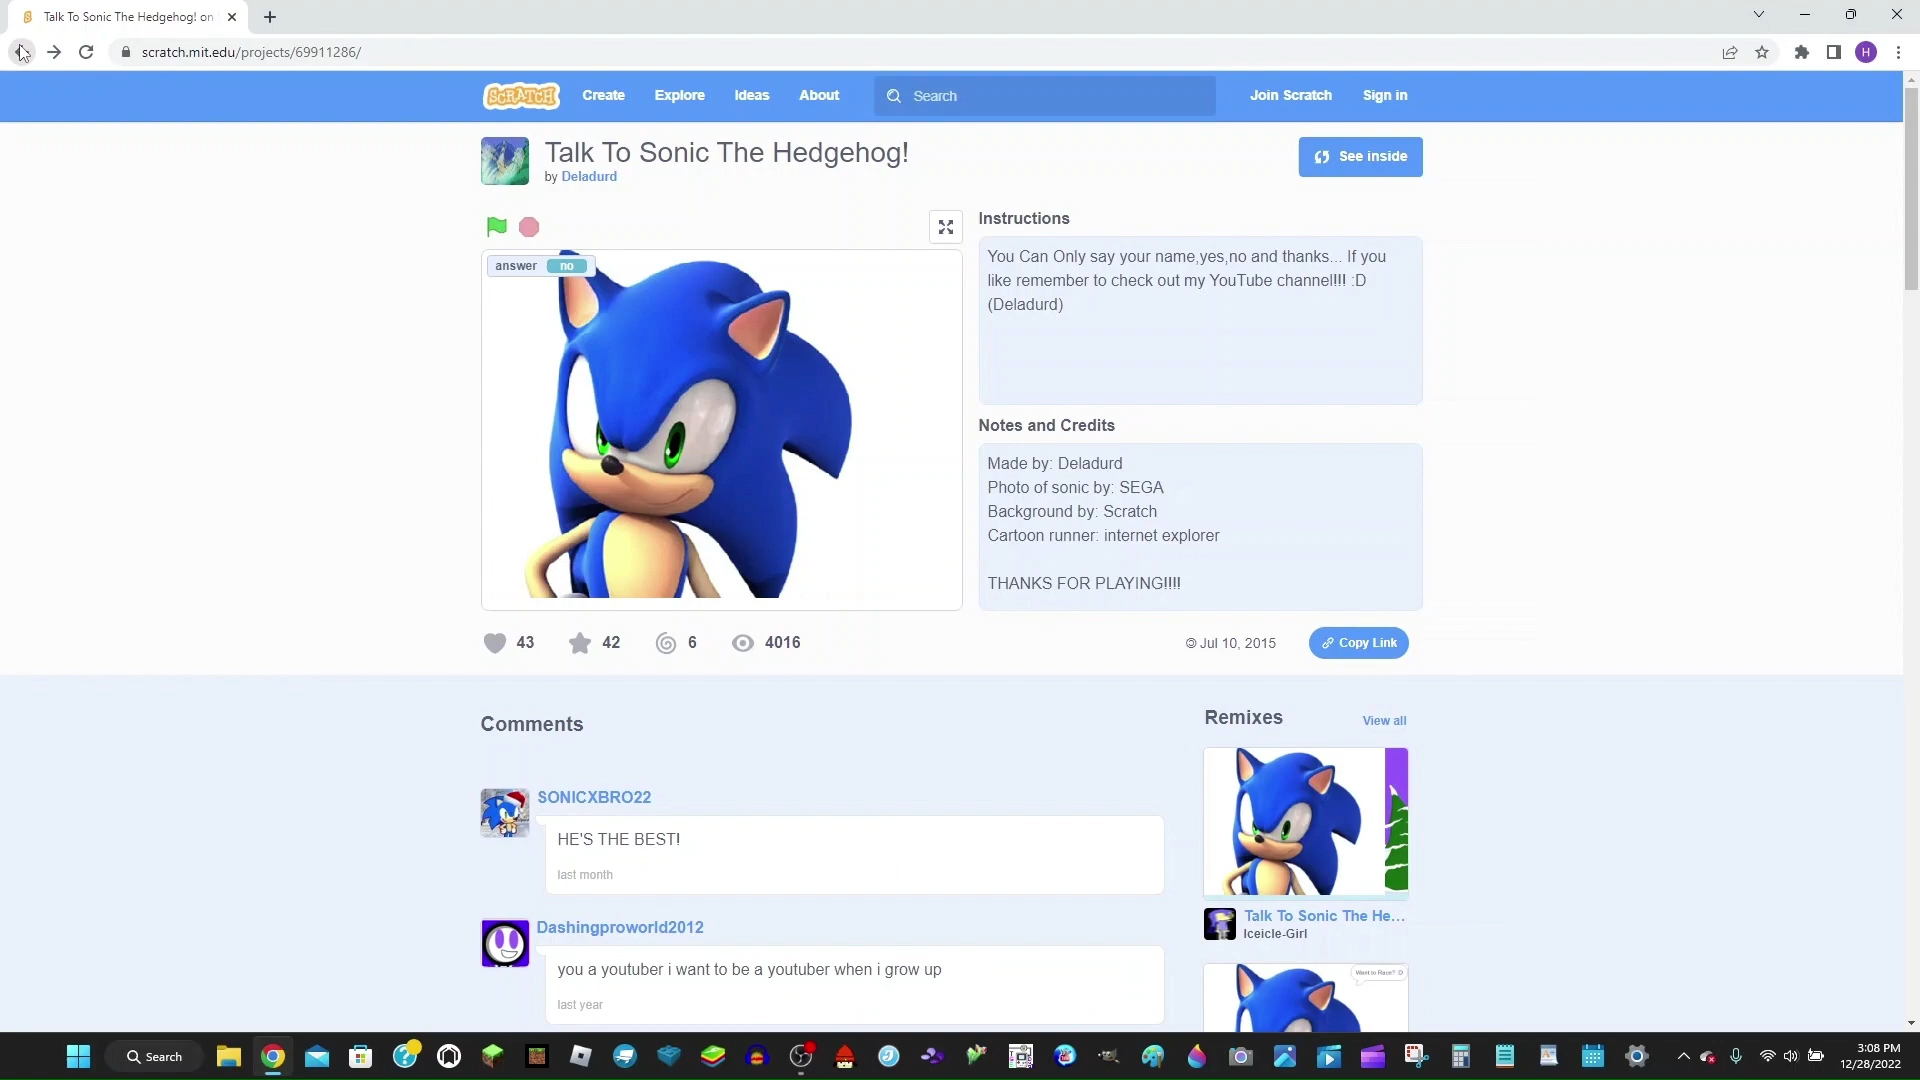 Talk To Sonic The Hedgehog! on
scratch.mit.edu/projects/69911286/
H
SCRATCH
Create
Explore
Ideas
About
Search
Join Scratch
Sign in
Talk To Sonic The Hedgehog!
by Deladurd
See inside
answer no
Instructions
You Can Only say your name,yes,no and thanks... If you
like remember to check out my YouTube channel!!! :D
(Deladurd)
Notes and Credits
Made by: Deladurd
Photo of sonic by: SEGA
Background by: Scratch
Cartoon runner: internet explorer
THANKS FOR PLAYING!!!!
43
42
6
4016
© Jul 10, 2015
Copy Link
Comments
SONICXBRO22
HE'S THE BEST!
last month
Dashingproworld2012
you a youtuber i want to be a youtuber when i grow up
last year
Remixes
View all
Talk To Sonic The He...
Iceicle-Girl
Want to Race? :D
Search
3:08 PM
12/28/2022